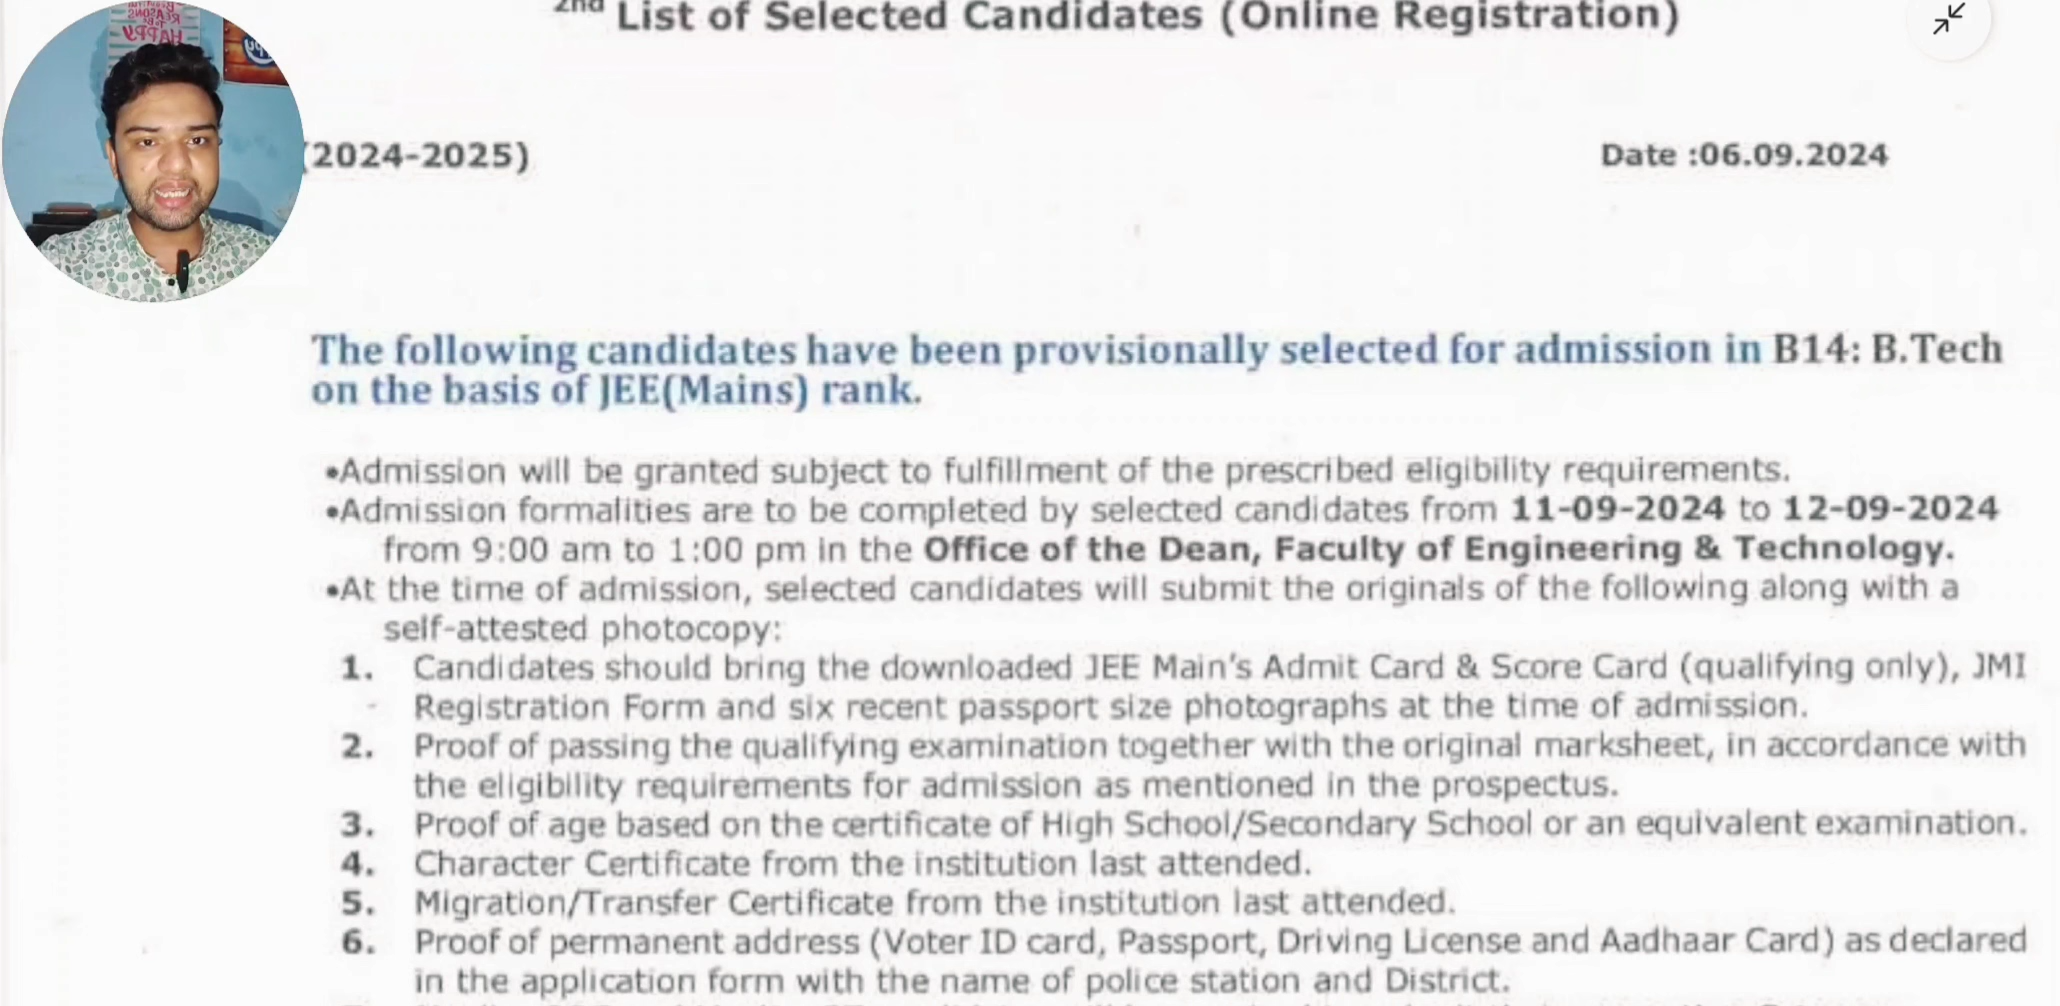 2nd List of Selected Candidates (Online Registration)
(2024-2025)
Date :06.09.2024
The following candidates have been provisionally selected for admission in B14: B.Tech
on the basis of JEE(Mains) rank.
•Admission will be granted subject to fulfillment of the prescribed eligibility requirements.
•Admission formalities are to be completed by selected candidates from 11-09-2024 to 12-09-2024
from 9:00 am to 1:00 pm in the Office of the Dean, Faculty of Engineering & Technology.
•At the time of admission, selected candidates will submit the originals of the following along with a
self-attested photocopy:
1. Candidates should bring the downloaded JEE Main's Admit Card & Score Card (qualifying only), JMI
Registration Form and six recent passport size photographs at the time of admission.
2. Proof of passing the qualifying examination together with the original marksheet, in accordance with
the eligibility requirements for admission as mentioned in the prospectus.
3. Proof of age based on the certificate of High School/Secondary School or an equivalent examination.
4. Character Certificate from the institution last attended.
5. Migration/Transfer Certificate from the institution last attended.
6. Proof of permanent address (Voter ID card, Passport, Driving License and Aadhaar Card) as declared
in the application form with the name of police station and District.
REASONS
TO BE
HAPPY